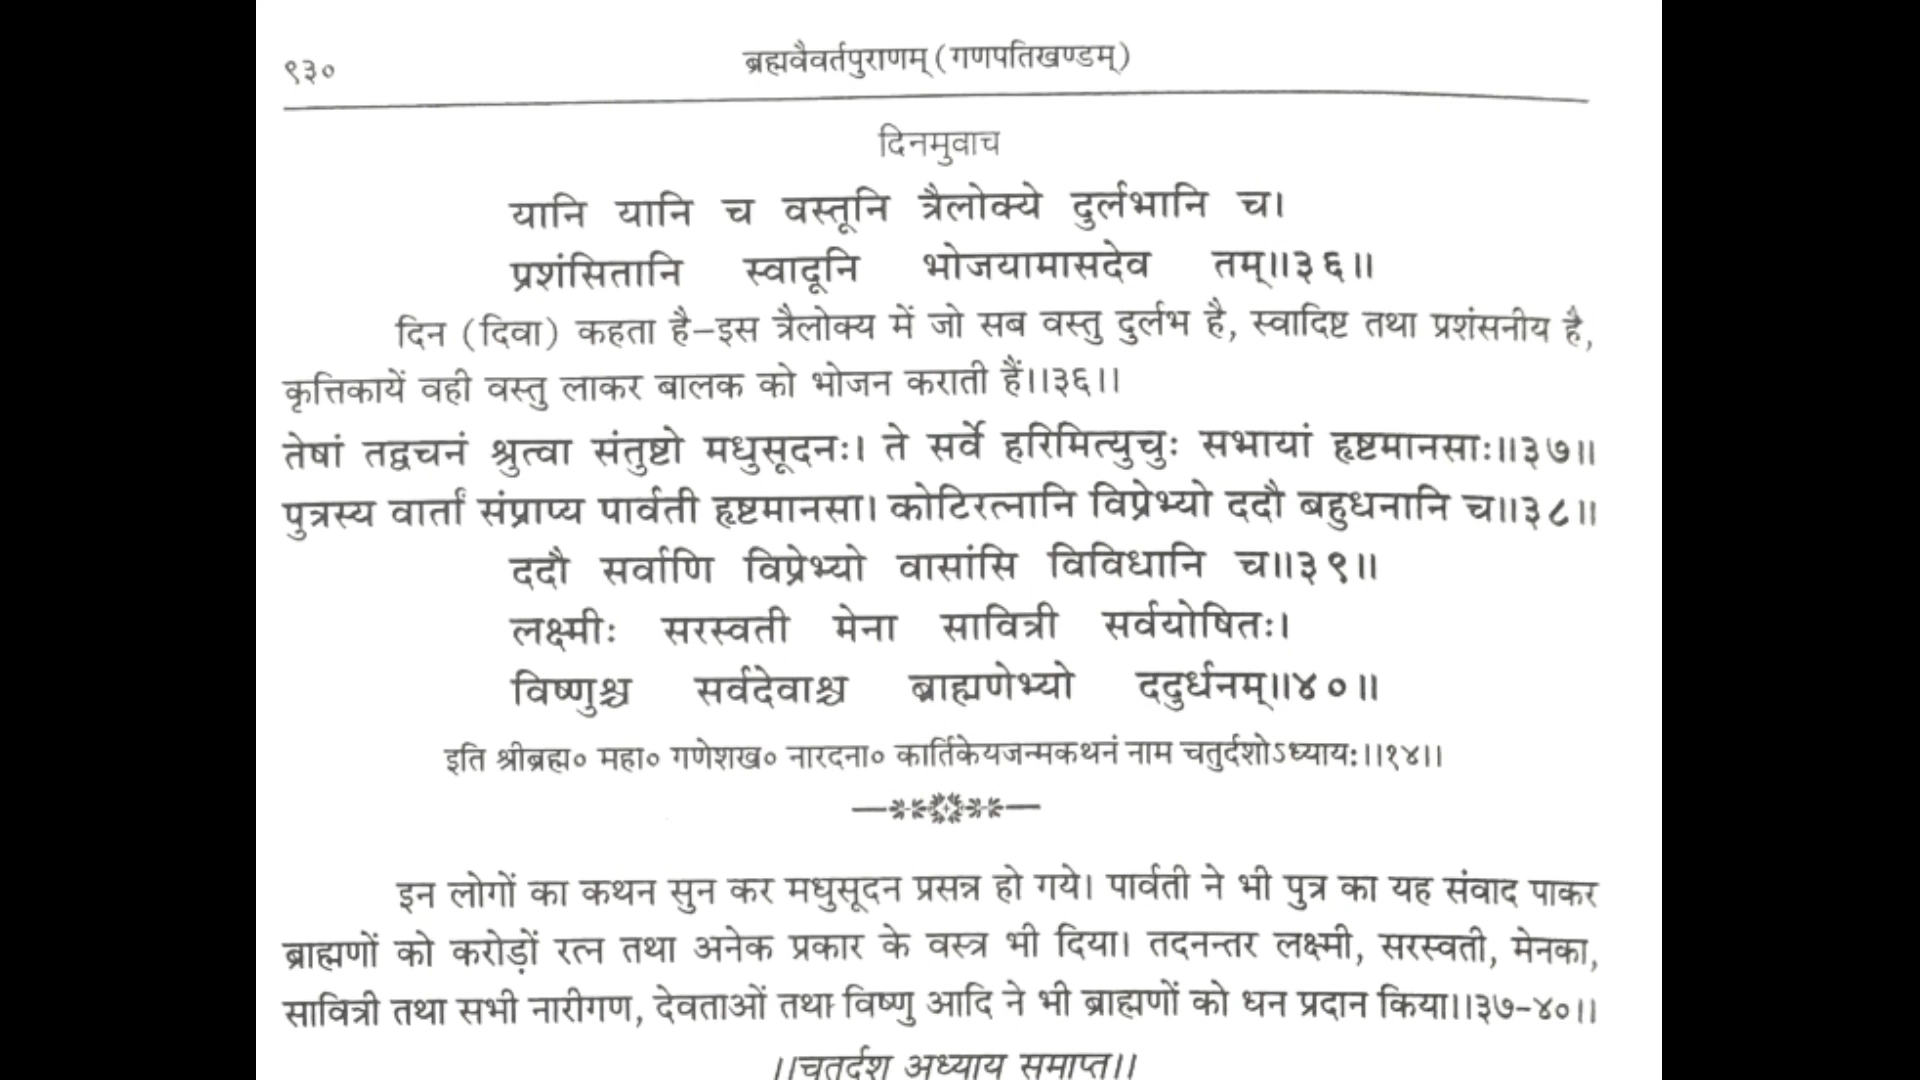 ९३०
ब्रह्मवैवर्तपुराणम् (गणपतिखण्डम्)
दिनमुवाच
यानि यानि च वस्तूनि त्रैलोक्ये दुर्लभानि च।
प्रशंसितानि स्वादूनि भोजयामासदेव तम्॥३६॥
दिन (दिवा) कहता है–इस त्रैलोक्य में जो सब वस्तु दुर्लभ है, स्वादिष्ट तथा प्रशंसनीय है,
कृत्तिकायें वही वस्तु लाकर बालक को भोजन कराती हैं।।३६।।
तेषां तद्वचनं श्रुत्वा संतुष्टो मधुसूदनः। ते सर्वे हरिमित्युचुः सभायां हृष्टमानसाः॥३७॥
पुत्रस्य वार्तां संप्राप्य पार्वती हृष्टमानसा। कोटिरत्नानि विप्रेभ्यो ददौ बहुधनानि च॥३८॥
ददौ सर्वाणि विप्रेभ्यो वासांसि विविधानि च॥३९॥
लक्ष्मीः सरस्वती मेना सावित्री सर्वयोषितः।
विष्णुश्च सर्वदेवाश्च ब्राह्मणेभ्यो ददुर्धनम्॥४०॥
इति श्रीब्रह्म० महा० गणेशख० नारदना० कार्तिकेयजन्मकथनं नाम चतुर्दशोऽध्यायः।।१४।।
इन लोगों का कथन सुन कर मधुसूदन प्रसन्न हो गये। पार्वती ने भी पुत्र का यह संवाद पाकर
ब्राह्मणों को करोड़ों रत्न तथा अनेक प्रकार के वस्त्र भी दिया। तदनन्तर लक्ष्मी, सरस्वती, मेनका,
सावित्री तथा सभी नारीगण, देवताओं तथा विष्णु आदि ने भी ब्राह्मणों को धन प्रदान किया।।३७-४०।।
।।चतुर्दश अध्याय समाप्त।।